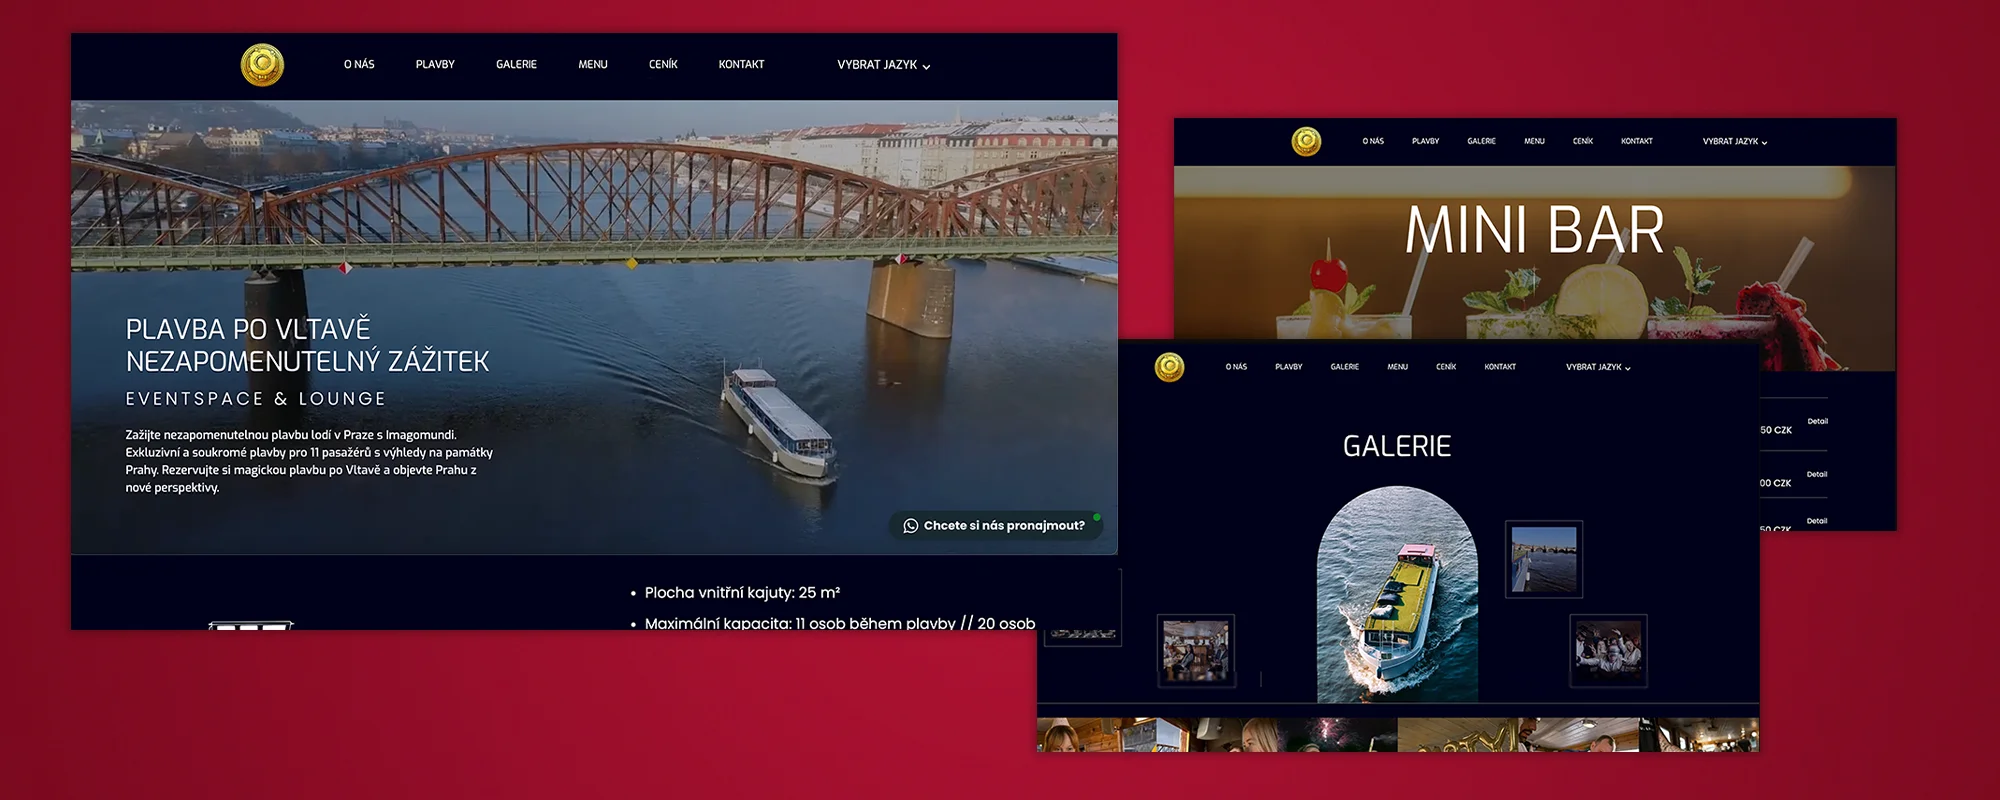 O NÁS PLAVBY GALERIE MENU CENÍK KONTAKT VYBRAT JAZYK
PLAVBA PO VLTAVĚ
NEZAPOMENUTELNÝ ZÁŽITEK
EVENTSPACE & LOUNGE
Zažijte nezapomenutelnou plavbu lodí v Praze s Imagomundi.
Exkluzivní a soukromé plavby pro 11 pasažérů s výhledy na památky
Prahy. Rezervujte si magickou plavbu po Vltavě a objevte Prahu z
nové perspektivy.
Chcete si nás pronajmout?
• Plocha vnitřní kajuty: 25 m²
• Maximální kapacita: 11 osob během plavby // 20 osob
O NÁS PLAVBY GALERIE MENU CENÍK KONTAKT VYBRAT JAZYK
MINI BAR
Detail
50 CZK
Detail
00 CZK
Detail
50 CZK
O NÁS PLAVBY GALERIE MENU CENÍK KONTAKT VYBRAT JAZYK
GALERIE